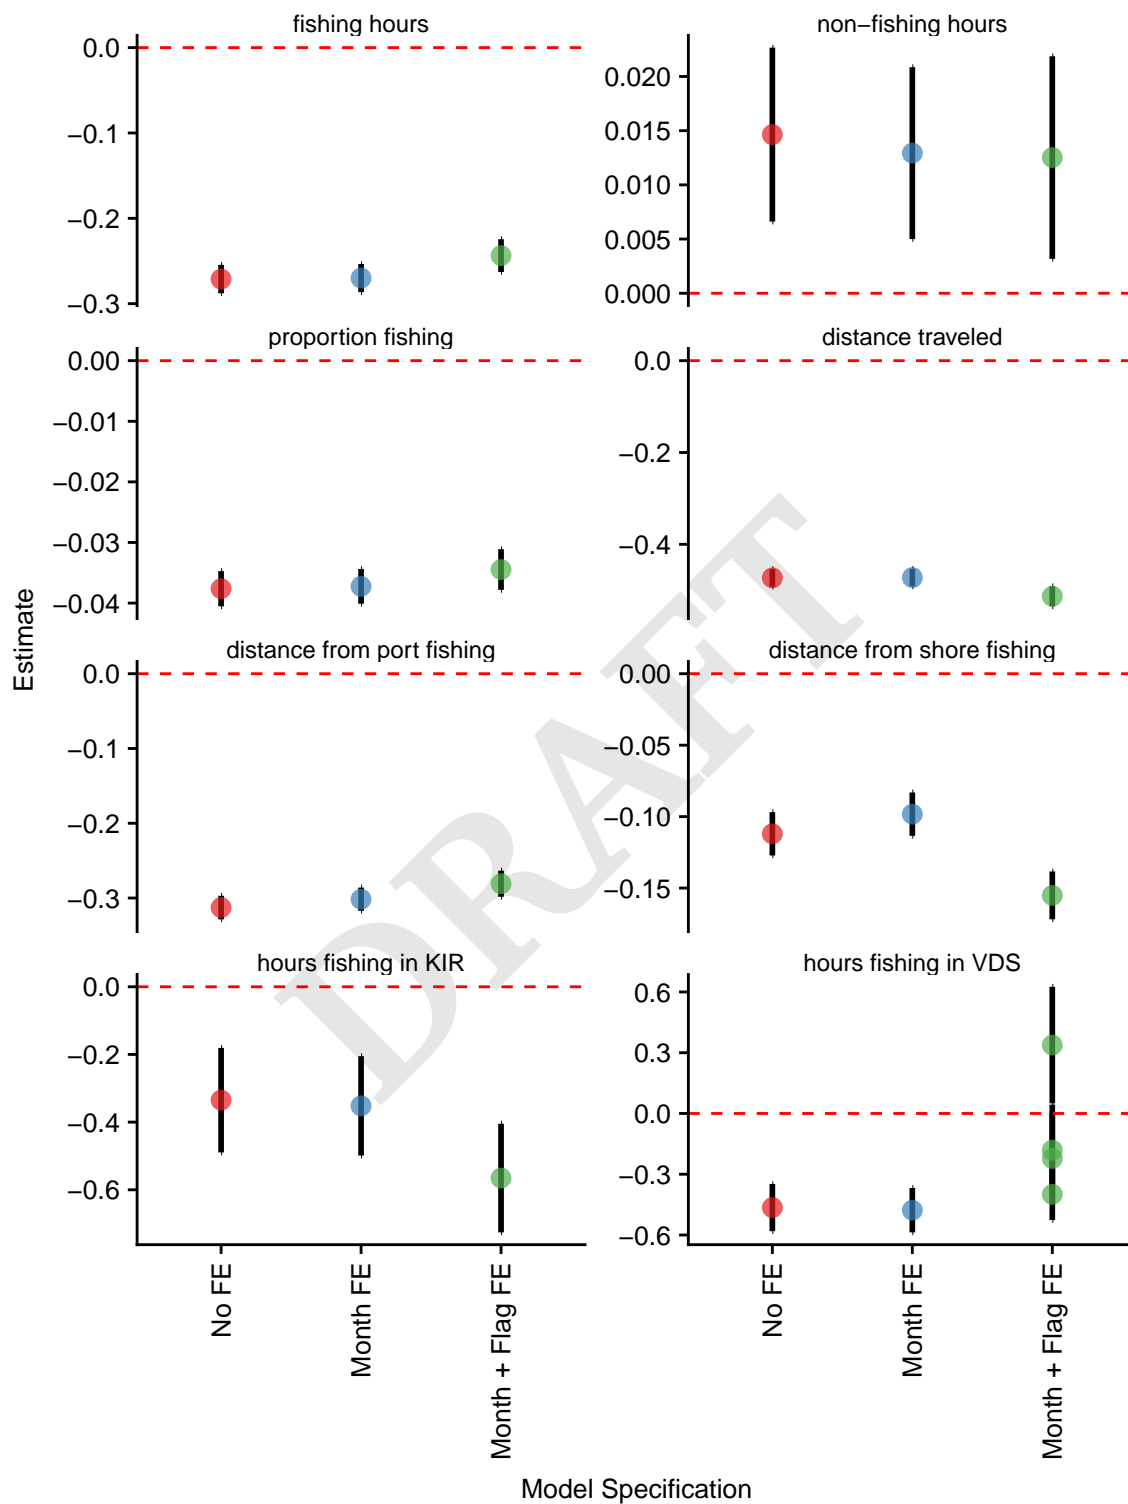 fishing hours
0.0
−0.1
−0.2
−0.3
non−fishing hours
0.020
0.015
0.010
0.005
0.000
proportion fishing
0.00
−0.01
−0.02
−0.03
−0.04
distance traveled
0.0
−0.2
−0.4
distance from port fishing
0.0
−0.1
−0.2
−0.3
distance from shore fishing
0.00
−0.05
−0.10
−0.15
hours fishing in KIR
0.0
−0.2
−0.4
−0.6
hours fishing in VDS
0.6
0.3
0.0
−0.3
−0.6
No FE
Month FE
Month + Flag FE
No FE
Month FE
Month + Flag FE
Estimate
Model Specification
DRAFT